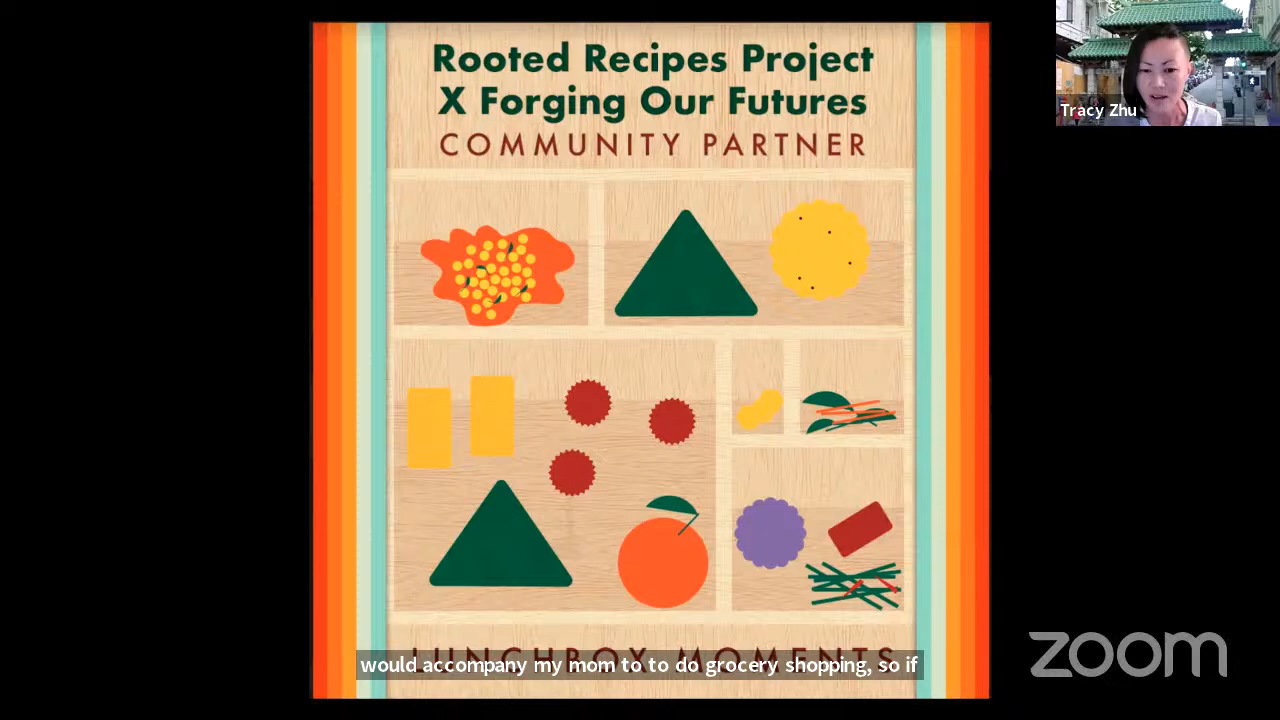 Rooted Recipes Project
X Forging Our Futures
COMMUNITY PARTNER
Tracy Zhu
LUNCHBOX MOMENTS
would accompany my mom to to do grocery shopping, so if
zoom